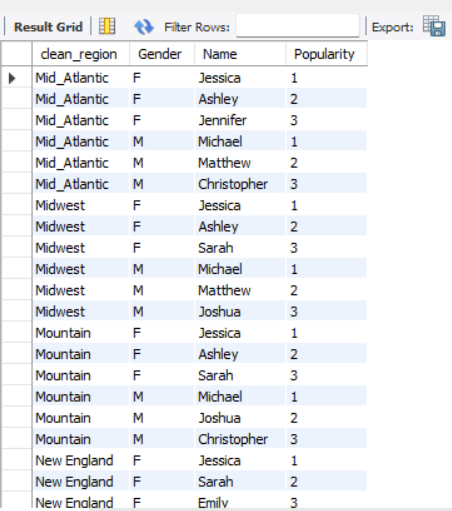 Result Grid Filter Rows: Export:
clean_region Gender Name Popularity
Mid_Atlantic F Jessica 1
Mid_Atlantic F Ashley 2
Mid_Atlantic F Jennifer 3
Mid_Atlantic M Michael 1
Mid_Atlantic M Matthew 2
Mid_Atlantic M Christopher 3
Midwest F Jessica 1
Midwest F Ashley 2
Midwest F Sarah 3
Midwest M Michael 1
Midwest M Matthew 2
Midwest M Joshua 3
Mountain F Jessica 1
Mountain F Ashley 2
Mountain F Sarah 3
Mountain M Michael 1
Mountain M Joshua 2
Mountain M Christopher 3
New England F Jessica 1
New England F Sarah 2
New England F Emily 3